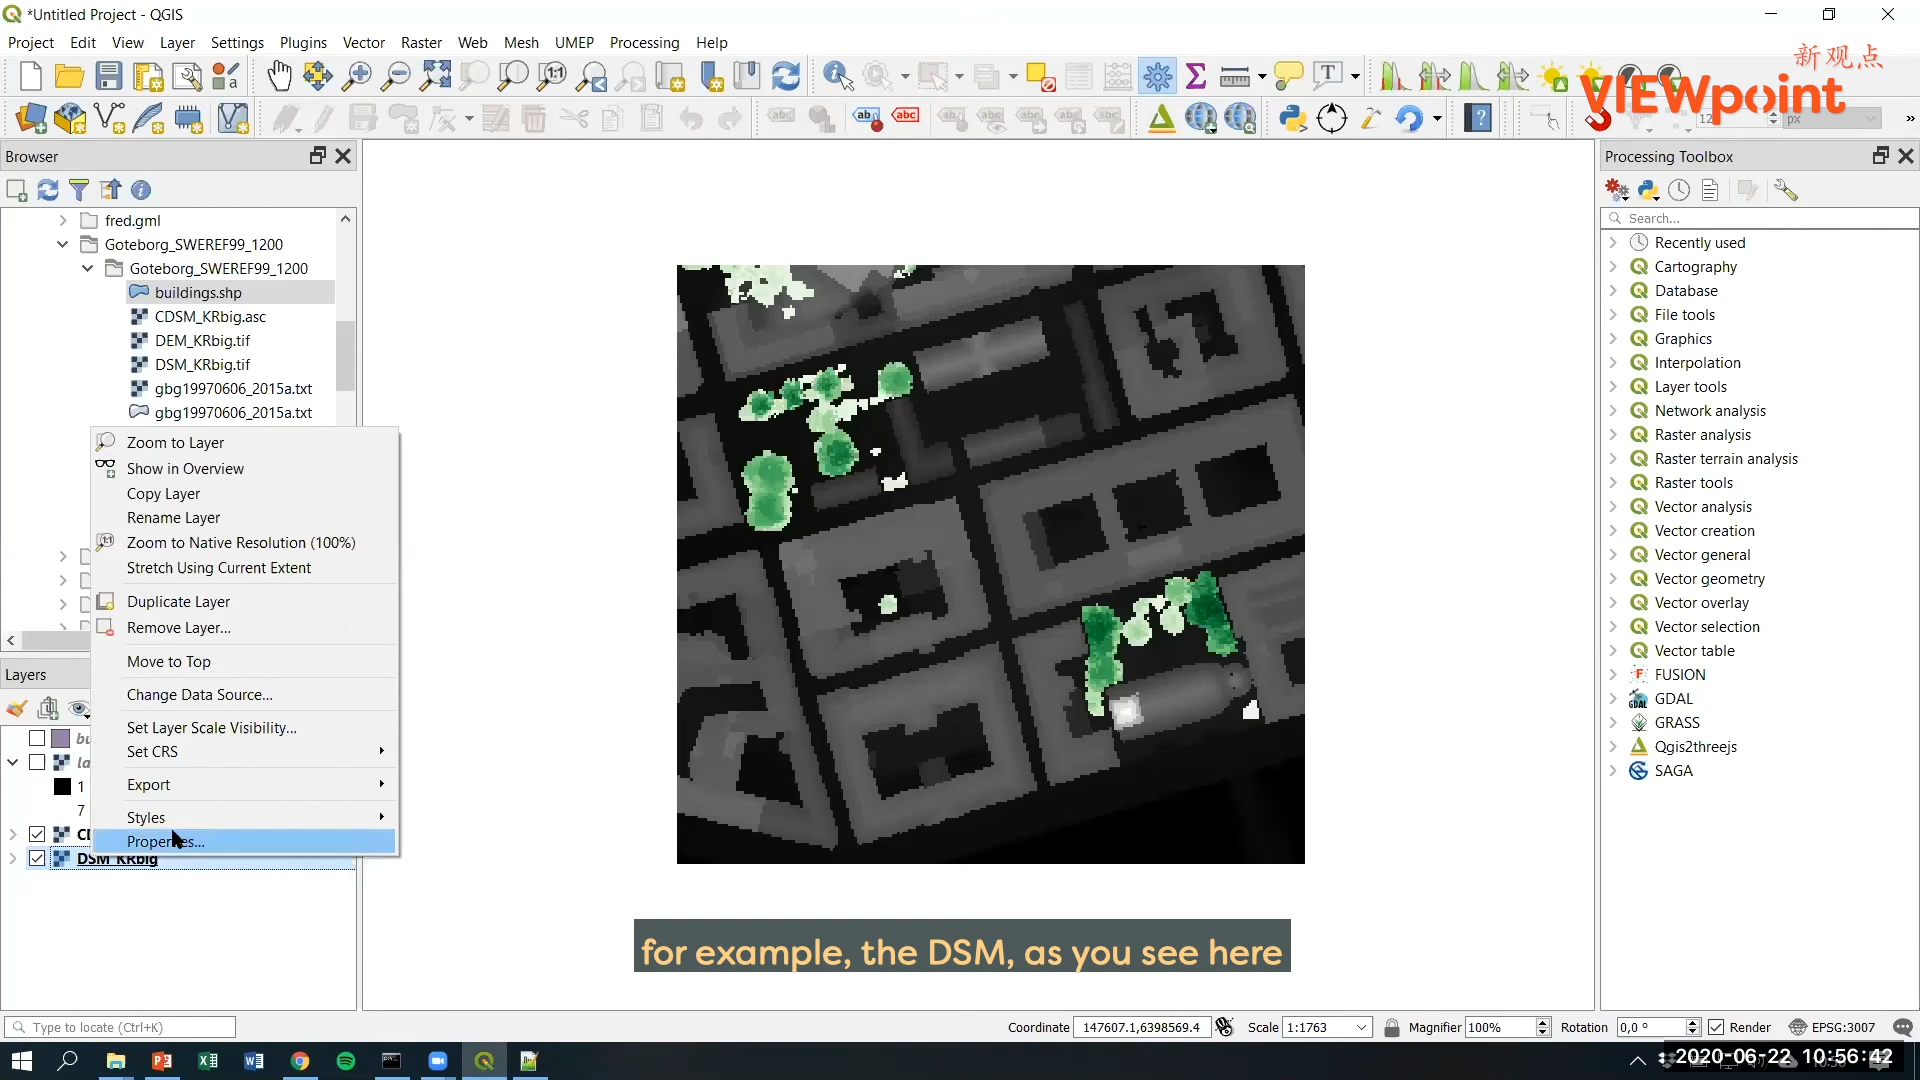 *Untitled Project - QGIS
Project Edit View Layer Settings Plugins Vector Raster Web Mesh UMEP Processing Help
新观点
VIEWpoint
px
Browser
fred.gml
Goteborg_SWEREF99_1200
Goteborg_SWEREF99_1200
buildings.shp
CDSM_KRbig.asc
DEM_KRbig.tif
DSM_KRbig.tif
gbg19970606_2015a.txt
gbg19970606_2015a.txt
Zoom to Layer
Show in Overview
Copy Layer
Rename Layer
Zoom to Native Resolution (100%)
Stretch Using Current Extent
Duplicate Layer
Remove Layer...
Move to Top
Change Data Source...
Set Layer Scale Visibility...
Set CRS
Export
Styles
Properties...
Layers
bu
la
1
7
CD
DSM_KRbig
Processing Toolbox
Search...
Recently used
Cartography
Database
File tools
Graphics
Interpolation
Layer tools
Network analysis
Raster analysis
Raster terrain analysis
Raster tools
Vector analysis
Vector creation
Vector general
Vector geometry
Vector overlay
Vector selection
Vector table
FUSION
GDAL
GRASS
Qgis2threejs
SAGA
for example, the DSM, as you see here
Type to locate (Ctrl+K)
Coordinate 147607.1,6398569.4 Scale 1:1763 Magnifier 100% Rotation 0,0 ° Render EPSG:3007
2020-06-22 10:56:42